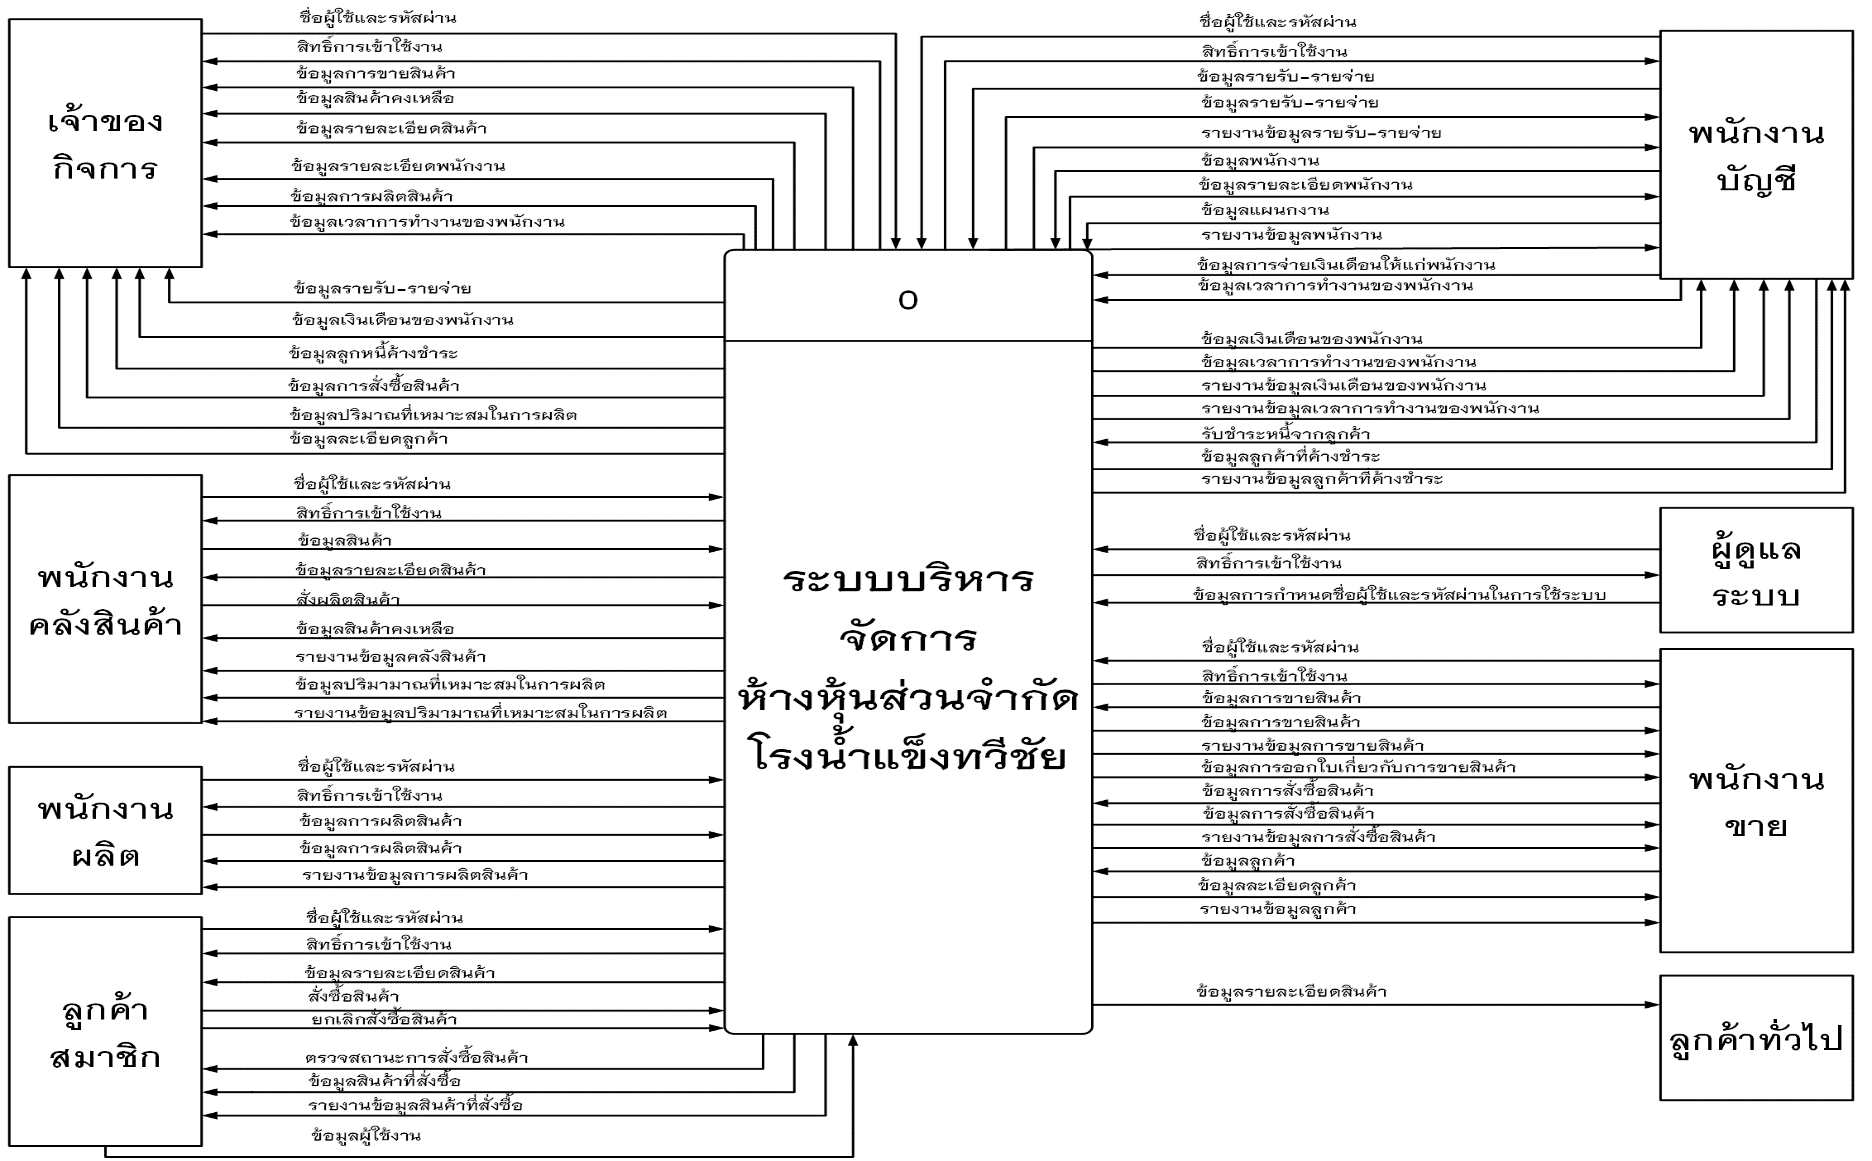 เจ้าของ
กิจการ
ชื่อผู้ใช้และรหัสผ่าน
สิทธิ์การเข้าใช้งาน
ข้อมูลการขายสินค้า
ข้อมูลสินค้าคงเหลือ
ข้อมูลรายละเอียดสินค้า
ข้อมูลรายละเอียดพนักงาน
ข้อมูลการผลิตสินค้า
ข้อมูลเวลาการทำงานของพนักงาน
ข้อมูลรายรับ-รายจ่าย
ข้อมูลเงินเดือนของพนักงาน
ข้อมูลลูกหนี้ค้างชำระ
ข้อมูลการสั่งซื้อสินค้า
ข้อมูลปริมาณที่เหมาะสมในการผลิต
ข้อมูลละเอียดลูกค้า
พนักงาน
คลังสินค้า
ชื่อผู้ใช้และรหัสผ่าน
สิทธิ์การเข้าใช้งาน
ข้อมูลสินค้า
ข้อมูลรายละเอียดสินค้า
สั่งผลิตสินค้า
ข้อมูลสินค้าคงเหลือ
รายงานข้อมูลคลังสินค้า
ข้อมูลปริมามาณที่เหมาะสมในการผลิต
รายงานข้อมูลปริมามาณที่เหมาะสมในการผลิต
พนักงาน
ผลิต
ชื่อผู้ใช้และรหัสผ่าน
สิทธิ์การเข้าใช้งาน
ข้อมูลการผลิตสินค้า
ข้อมูลการผลิตสินค้า
รายงานข้อมูลการผลิตสินค้า
ลูกค้า
สมาชิก
ชื่อผู้ใช้และรหัสผ่าน
สิทธิ์การเข้าใช้งาน
ข้อมูลรายละเอียดสินค้า
สั่งซื้อสินค้า
ยกเลิกสั่งซื้อสินค้า
ตรวจสถานะการสั่งซื้อสินค้า
ข้อมูลสินค้าที่สั่งซื้อ
รายงานข้อมูลสินค้าที่สั่งซื้อ
ข้อมูลผู้ใช้งาน
0
ระบบบริหาร
จัดการ
ห้างหุ้นส่วนจำกัด
โรงน้ำแข็งทวีชัย
ชื่อผู้ใช้และรหัสผ่าน
สิทธิ์การเข้าใช้งาน
ข้อมูลรายรับ-รายจ่าย
ข้อมูลรายรับ-รายจ่าย
รายงานข้อมูลรายรับ-รายจ่าย
ข้อมูลพนักงาน
ข้อมูลรายละเอียดพนักงาน
ข้อมูลแผนกงาน
รายงานข้อมูลพนักงาน
ข้อมูลการจ่ายเงินเดือนให้แก่พนักงาน
ข้อมูลเวลาการทำงานของพนักงาน
ข้อมูลเงินเดือนของพนักงาน
ข้อมูลเวลาการทำงานของพนักงาน
รายงานข้อมูลเงินเดือนของพนักงาน
รายงานข้อมูลเวลาการทำงานของพนักงาน
รับชำระหนี้จากลูกค้า
ข้อมูลลูกค้าที่ค้างชำระ
รายงานข้อมูลลูกค้าที่ค้างชำระ
พนักงาน
บัญชี
ชื่อผู้ใช้และรหัสผ่าน
สิทธิ์การเข้าใช้งาน
ข้อมูลการกำหนดชื่อผู้ใช้และรหัสผ่านในการใช้ระบบ
ผู้ดูแล
ระบบ
ชื่อผู้ใช้และรหัสผ่าน
สิทธิ์การเข้าใช้งาน
ข้อมูลการขายสินค้า
ข้อมูลการขายสินค้า
รายงานข้อมูลการขายสินค้า
ข้อมูลการออกใบเกี่ยวกับการขายสินค้า
ข้อมูลการสั่งซื้อสินค้า
ข้อมูลการสั่งซื้อสินค้า
รายงานข้อมูลการสั่งซื้อสินค้า
ข้อมูลลูกค้า
ข้อมูลละเอียดลูกค้า
รายงานข้อมูลลูกค้า
พนักงาน
ขาย
ข้อมูลรายละเอียดสินค้า
ลูกค้าทั่วไป